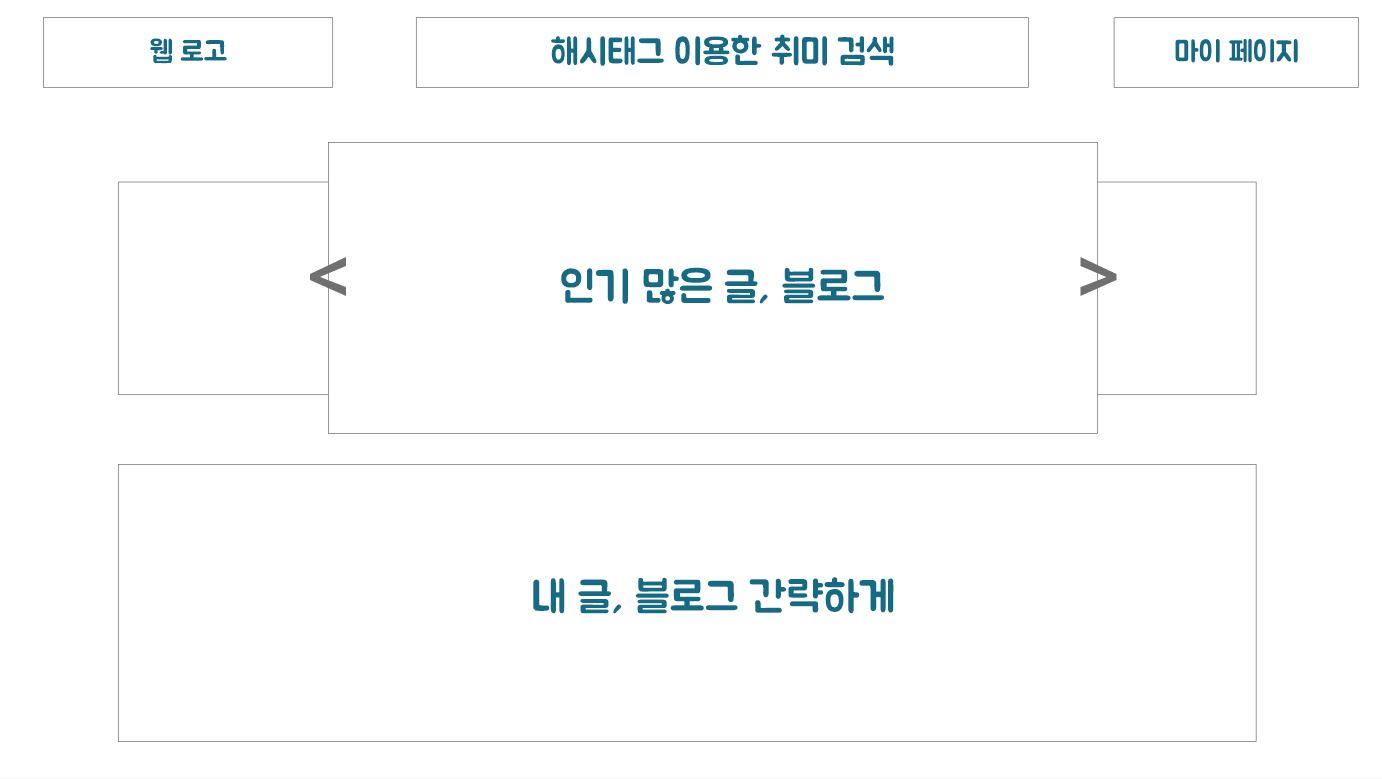 웹 로고
해시태그 이용한 취미 검색
마이 페이지
<
인기 많은 글, 블로그
>
내 글, 블로그 간략하게